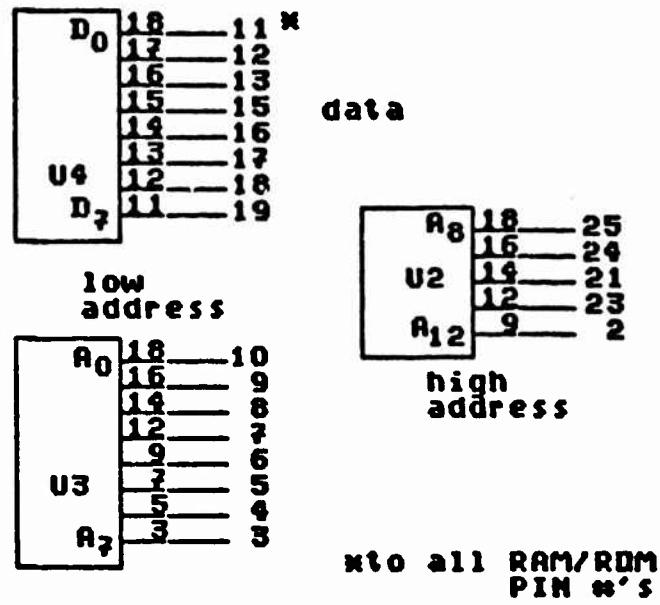 D0 18 11 *
17 12
16 13
15 15
14 16
13 17
U4 12 18
D7 11 19
data
A8 18 25
16 24
U2 14 21
12 23
A12 9 2
high
address
low
address
A0 18 10
16 9
14 8
12 7
9 6
U3 7 5
5 4
A7 3 3
*to all RAM/ROM
PIN #'s